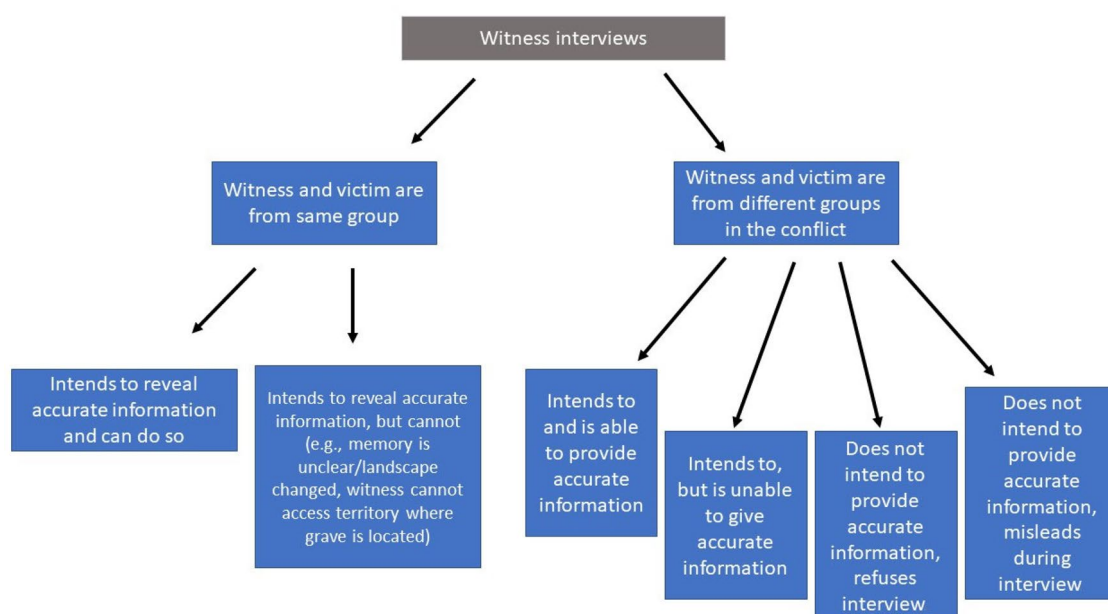 Witness interviews
Witness and victim are
from same group
Witness and victim are
from different groups
in the conflict
Intends to reveal
accurate information
and can do so
Intends to reveal accurate
information, but cannot
(e.g., memory is
unclear/landscape
changed, witness cannot
access territory where
grave is located)
Intends to
and is able
to provide
accurate
information
Intends to,
but is unable
to give
accurate
information
Does not
intend to
provide
accurate
information,
refuses
interview
Does not
intend to
provide
accurate
information,
misleads
during
interview